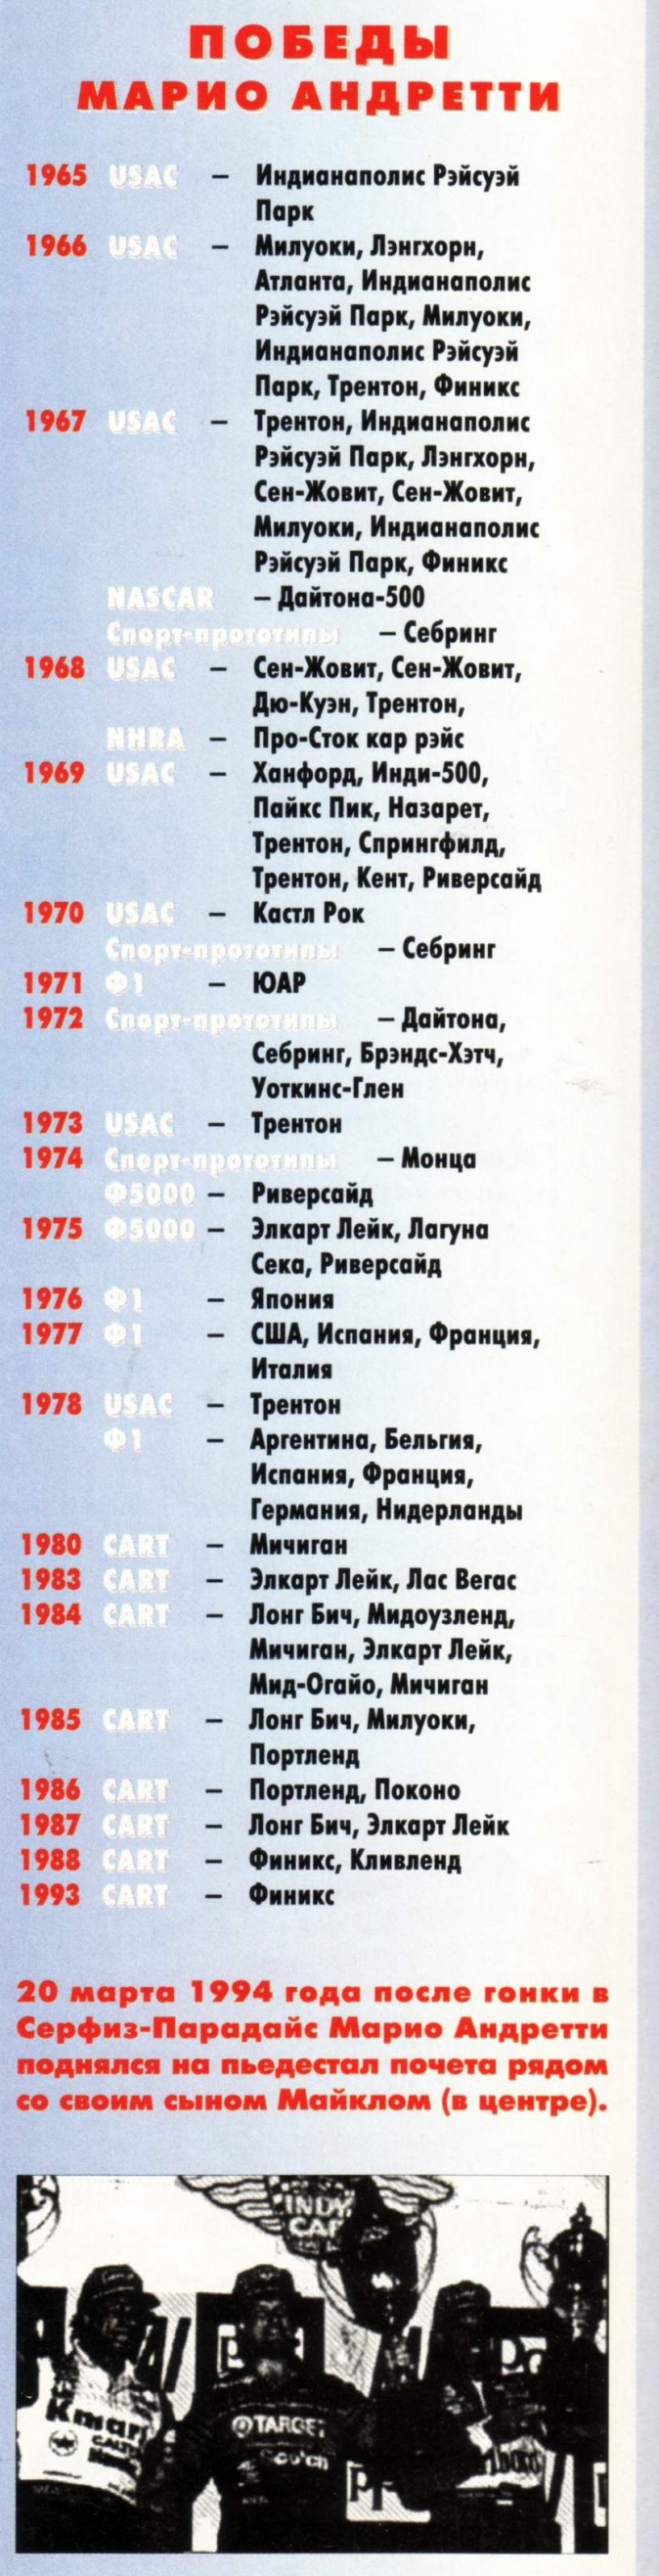 ПОБЕДЫ
МАРИО АНДРЕТТИ
1965 USAC – Индианаполис Рэйсуэй
Парк
1966 USAC – Милуоки, Лэнгхорн,
Атланта, Индианаполис
Рэйсуэй Парк, Милуоки,
Индианаполис Рэйсуэй
Парк, Трентон, Финикс
1967 USAC – Трентон, Индианаполис
Рэйсуэй Парк, Лэнгхорн,
Сен-Жовит, Сен-Жовит,
Милуоки, Индианаполис
Рэйсуэй Парк, Финикс
NASCAR – Дайтона-500
Спорт-прототипы – Себринг
1968 USAC – Сен-Жовит, Сен-Жовит,
Дю-Куэн, Трентон,
NHRA – Про-Сток кар рэйс
1969 USAC – Ханфорд, Инди-500,
Пайкс Пик, Назарет,
Трентон, Спрингфилд,
Трентон, Кент, Риверсайд
1970 USAC – Кастл Рок
Спорт-прототипы – Себринг
1971 Ф1 – ЮАР
1972 Спорт-прототипы – Дайтона,
Себринг, Брэндс-Хэтч,
Уоткинс-Глен
1973 USAC – Трентон
1974 Спорт-прототипы – Монца
Ф5000 – Риверсайд
1975 Ф5000 – Элкарт Лейк, Лагуна
Сека, Риверсайд
1976 Ф1 – Япония
1977 Ф1 – США, Испания, Франция,
Италия
1978 USAC – Трентон
Ф1 – Аргентина, Бельгия,
Испания, Франция,
Германия, Нидерланды
1980 CART – Мичиган
1983 CART – Элкарт Лейк, Лас Вегас
1984 CART – Лонг Бич, Мидоузленд,
Мичиган, Элкарт Лейк,
Мид-Огайо, Мичиган
1985 CART – Лонг Бич, Милуоки,
Портленд
1986 CART – Портленд, Поконо
1987 CART – Лонг Бич, Элкарт Лейк
1988 CART – Финикс, Кливленд
1993 CART – Финикс
20 марта 1994 года после гонки в
Серфиз-Парадайс Марио Андретти
поднялся на пьедестал почета рядом
со своим сыном Майклом (в центре).
INDY
CAR
Kmart
TARGET